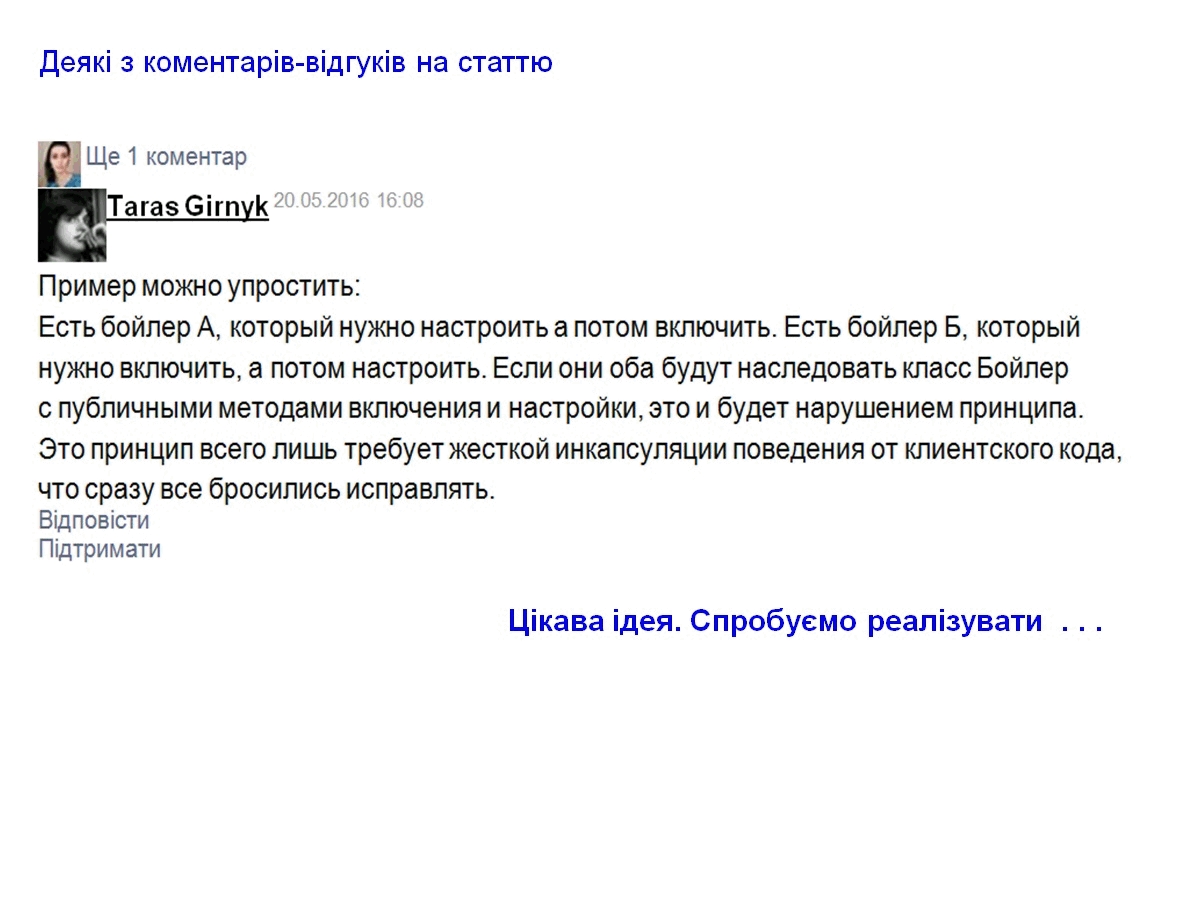 Деякі з коментарів-відгуків на статтю
Ще 1 коментар
Taras Girnyk 20.05.2016 16:08
Пример можно упростить:
Есть бойлер А, который нужно настроить а потом включить. Есть бойлер Б, который
нужно включить, а потом настроить. Если они оба будут наследовать класс Бойлер
с публичными методами включения и настройки, это и будет нарушением принципа.
Это принцип всего лишь требует жесткой инкапсуляции поведения от клиентского кода,
что сразу все бросились исправлять.
Відповісти
Підтримати
Цікава ідея. Спробуємо реалізувати . . .